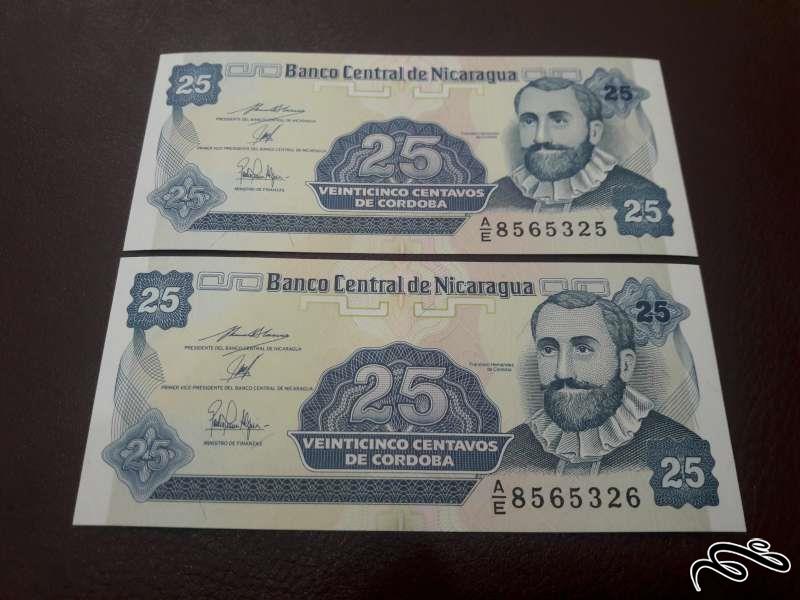 25
Banco Central de Nicaragua
25
PRESIDENTE DEL BANCO CENTRAL DE NICARAGUA
PRIMER VICE PRESIDENTE DEL BANCO CENTRAL DE NICARAGUA
MINISTRO DE FINANZAS
25
25
VEINTICINCO CENTAVOS
DE CORDOBA
A/E 8565325
25
25
Banco Central de Nicaragua
25
PRESIDENTE DEL BANCO CENTRAL DE NICARAGUA
PRIMER VICE PRESIDENTE DEL BANCO CENTRAL DE NICARAGUA
MINISTRO DE FINANZAS
25
25
Francisco Hernandez
de Cordoba
VEINTICINCO CENTAVOS
DE CORDOBA
A/E 8565326
25